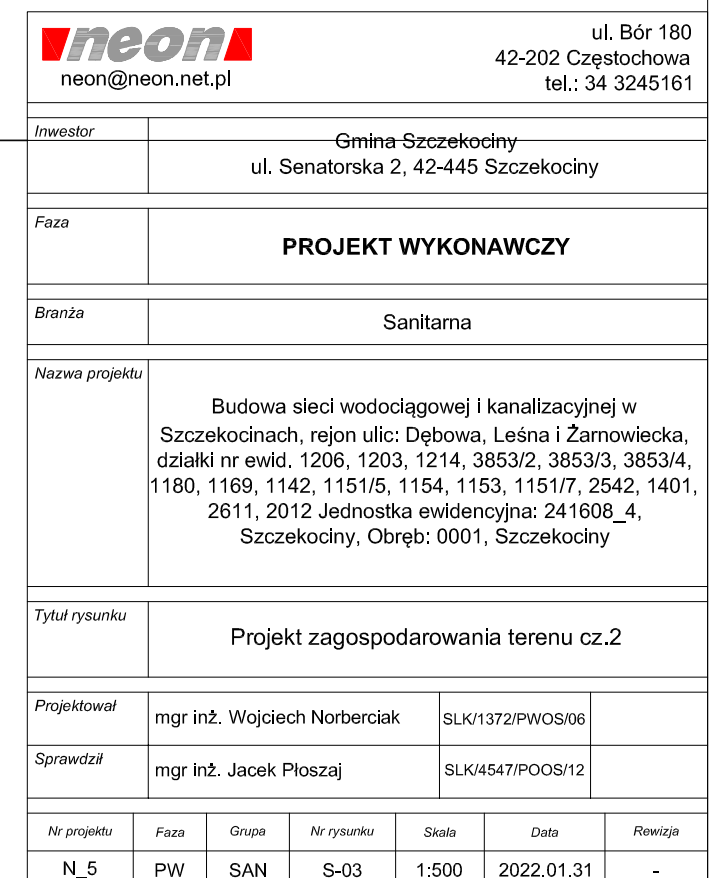 neon
neon@neon.net.pl
ul. Bór 180
42-202 Częstochowa
tel.: 34 3245161
Inwestor
Gmina Szczekociny
ul. Senatorska 2, 42-445 Szczekociny
Faza
PROJEKT WYKONAWCZY
Branża
Sanitarna
Nazwa projektu
Budowa sieci wodociągowej i kanalizacyjnej w
Szczekocinach, rejon ulic: Dębowa, Leśna i Żarnowiecka,
działki nr ewid. 1206, 1203, 1214, 3853/2, 3853/3, 3853/4,
1180, 1169, 1142, 1151/5, 1154, 1153, 1151/7, 2542, 1401,
2611, 2012 Jednostka ewidencyjna: 241608_4,
Szczekociny, Obręb: 0001, Szczekociny
Tytuł rysunku
Projekt zagospodarowania terenu cz.2
Projektował
mgr inż. Wojciech Norberciak
SLK/1372/PWOS/06
Sprawdził
mgr inż. Jacek Płoszaj
SLK/4547/POOS/12
Nr projektu Faza Grupa Nr rysunku Skala Data Rewizja
N_5 PW SAN S-03 1:500 2022.01.31 -